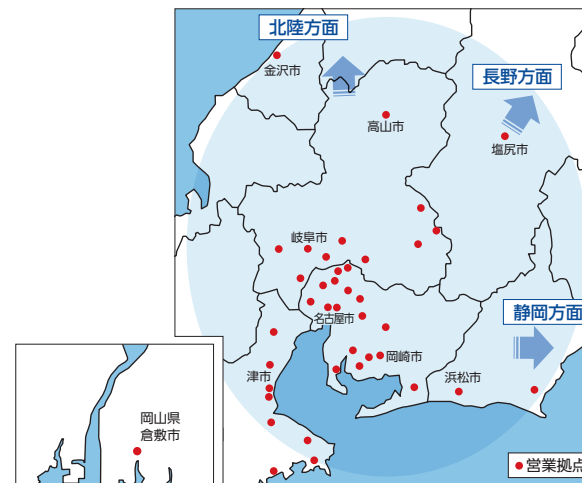 北陸方面
金沢市
長野方面
高山市
塩尻市
岐阜市
静岡方面
名古屋市
岡崎市
津市
浜松市
岡山県
倉敷市
営業拠点